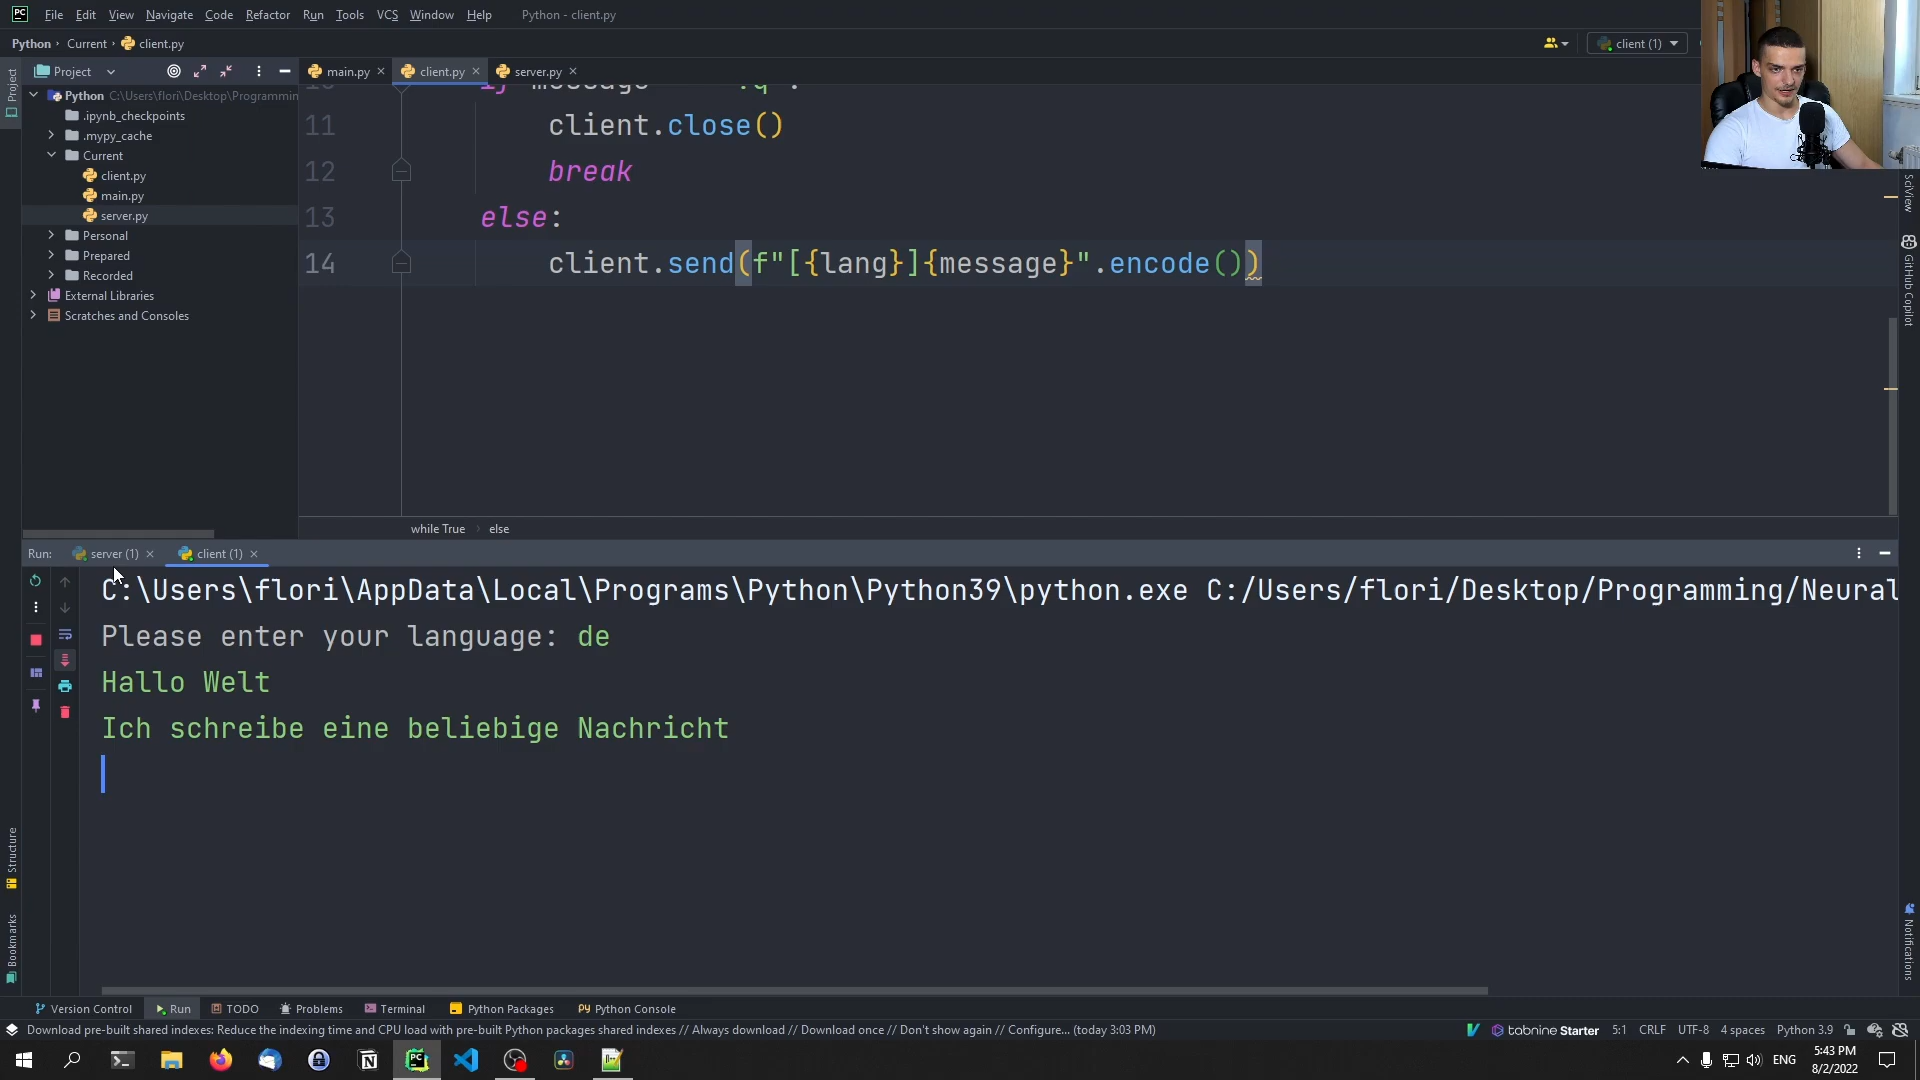 PC File Edit View Navigate Code Refactor Run Tools VCS Window Help Python - client.py
Python Current client.py
client (1)
Project
main.py client.py server.py
Python C:\Users\flori\Desktop\Programmin
.ipynb_checkpoints
.mypy_cache
Current
client.py
main.py
server.py
Personal
Prepared
Recorded
External Libraries
Scratches and Consoles
11 client.close()
12 break
13 else:
14 client.send(f"[{lang}]{message}".encode())
while True else
Project
SciView
GitHub Copilot
Run: server (1) client (1)
C:\Users\flori\AppData\Local\Programs\Python\Python39\python.exe C:/Users/flori/Desktop/Programming/Neural
Please enter your language: de
Hallo Welt
Ich schreibe eine beliebige Nachricht
Structure
Bookmarks
Notifications
Version Control Run TODO Problems Terminal Python Packages Python Console
Download pre-built shared indexes: Reduce the indexing time and CPU load with pre-built Python packages shared indexes // Always download // Download once // Don't show again // Configure... (today 3:03 PM)
tabnine Starter 5:1 CRLF UTF-8 4 spaces Python 3.9
ENG
5:43 PM
8/2/2022